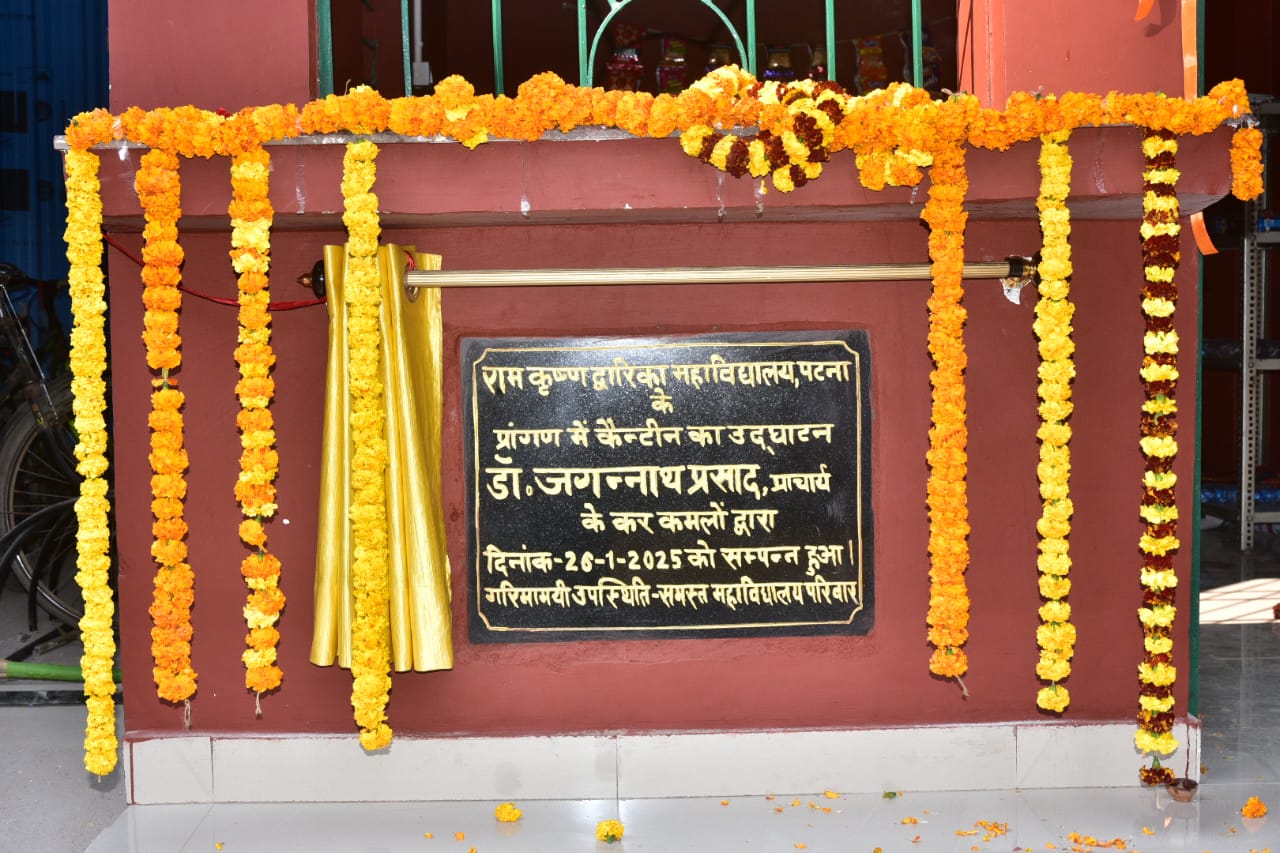 राम कृष्ण द्वारिका महाविद्यालय, पटना
के
प्रांगण में कैन्टीन का उद्घाटन
डॉ. जगन्नाथ प्रसाद, प्राचार्य
के कर कमलों द्वारा
दिनांक-26-1-2025 को सम्पन्न हुआ।
गरिमामयी उपस्थिति-समस्त महाविद्यालय परिवार